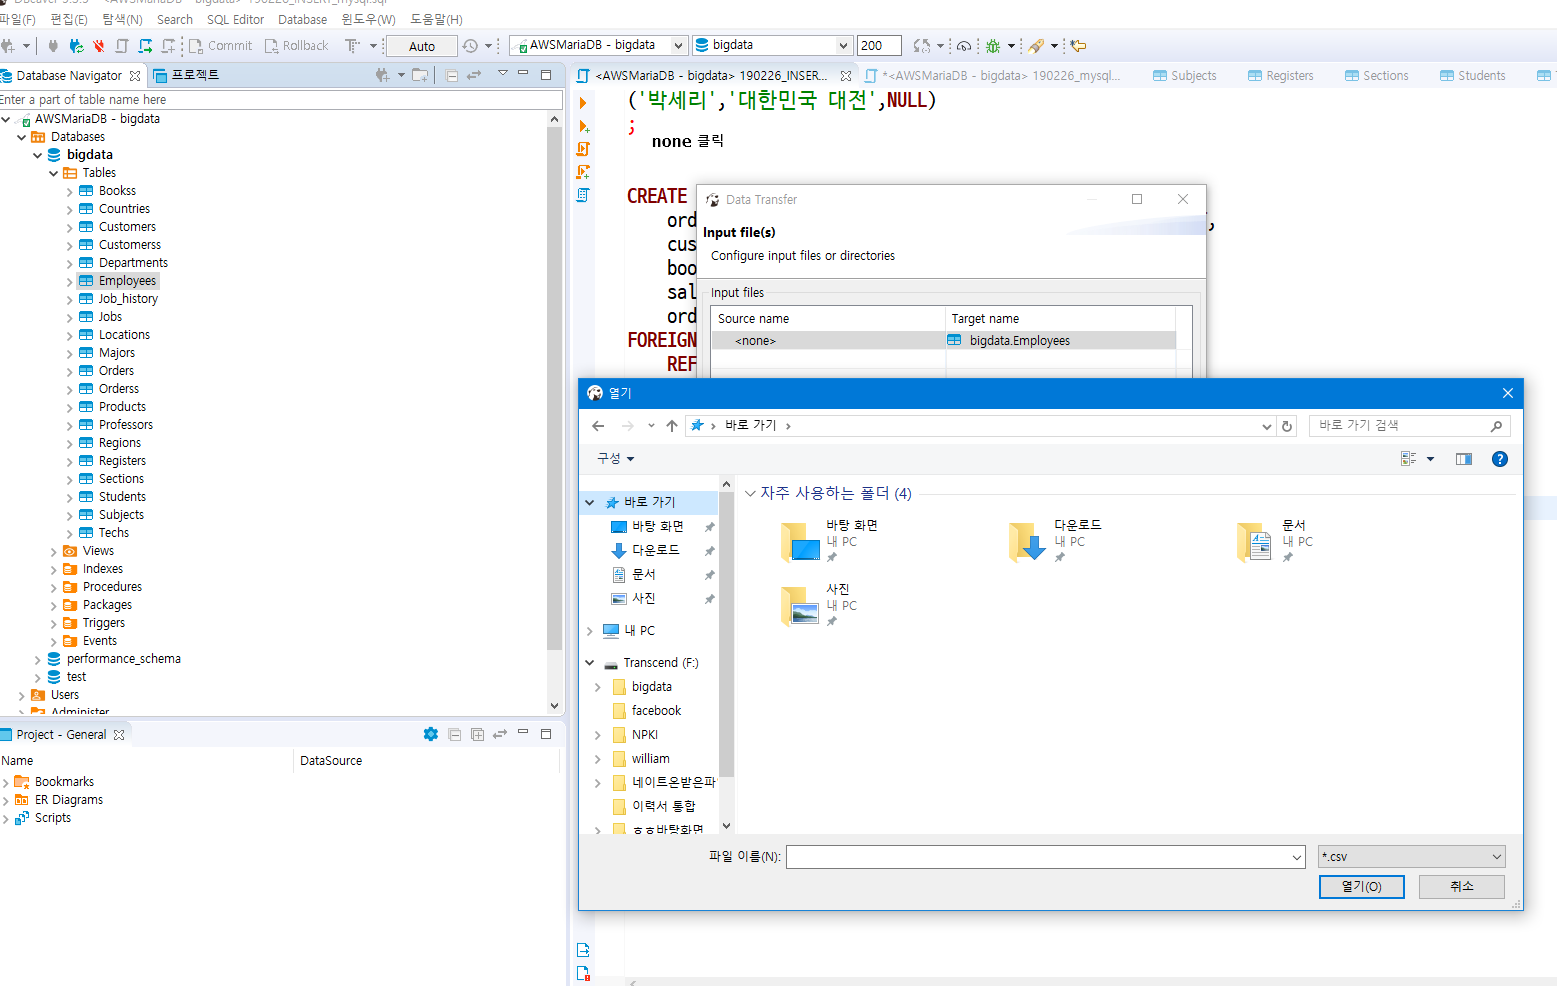 파일(F) 편집(E) 탐색(N) Search SQL Editor Database 윈도우(W) 도움말(H)
Commit Rollback Auto AWSMariaDB - bigdata bigdata 200
Database Navigator 프로젝트
Enter a part of table name here
AWSMariaDB - bigdata
Databases
bigdata
Tables
Bookss
Countries
Customers
Customerss
Departments
Employees
Job_history
Jobs
Locations
Majors
Orders
Orderss
Products
Professors
Regions
Registers
Sections
Students
Subjects
Techs
Views
Indexes
Procedures
Packages
Triggers
Events
performance_schema
test
Users
Administer
Project - General
Name DataSource
Bookmarks
ER Diagrams
Scripts
<AWSMariaDB - bigdata> 190226_INSER... *<AWSMariaDB - bigdata> 190226_mysql... Subjects Registers Sections Students
('박세리','대한민국 대전',NULL)
;
none 클릭
CREATE
ord
cus
boo
sal
ord
FOREIGN
REF
Data Transfer
Input file(s)
Configure input files or directories
Input files
Source name Target name
<none> bigdata.Employees
열기
바로 가기
바로 가기 검색
구성
바로 가기
바탕 화면
다운로드
문서
사진
내 PC
Transcend (F:)
bigdata
facebook
NPKI
william
네이트온받은파
이력서 통합
ㅎㅎ바탕화면
자주 사용하는 폴더 (4)
바탕 화면
내 PC
다운로드
내 PC
문서
내 PC
사진
내 PC
파일 이름(N):
*.csv
열기(O) 취소